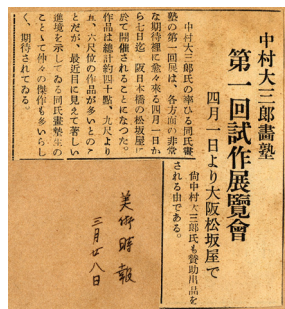 中村大三郎畫塾
第一回試作展覽會
四月一日より大阪松坂屋で
中村大三郎氏の率ひる同氏畫
塾の第一回展は、各方面の非常
な期待裡に愈々來る四月一日か
ら七日迄大阪日本橋の松坂屋に
於て開催されることになつた。
作品は總計約四十點、九尺より
五、六尺位の作品が多いとのこ
とだが、最近目に見えて著しい
進境を示してゐる同氏畫塾のこ
ととて仲々の傑作も多いらし
く、期待されてゐる。
尙中村大三郎氏も賛助出品を
される由である。
美術時報
三月廿八日